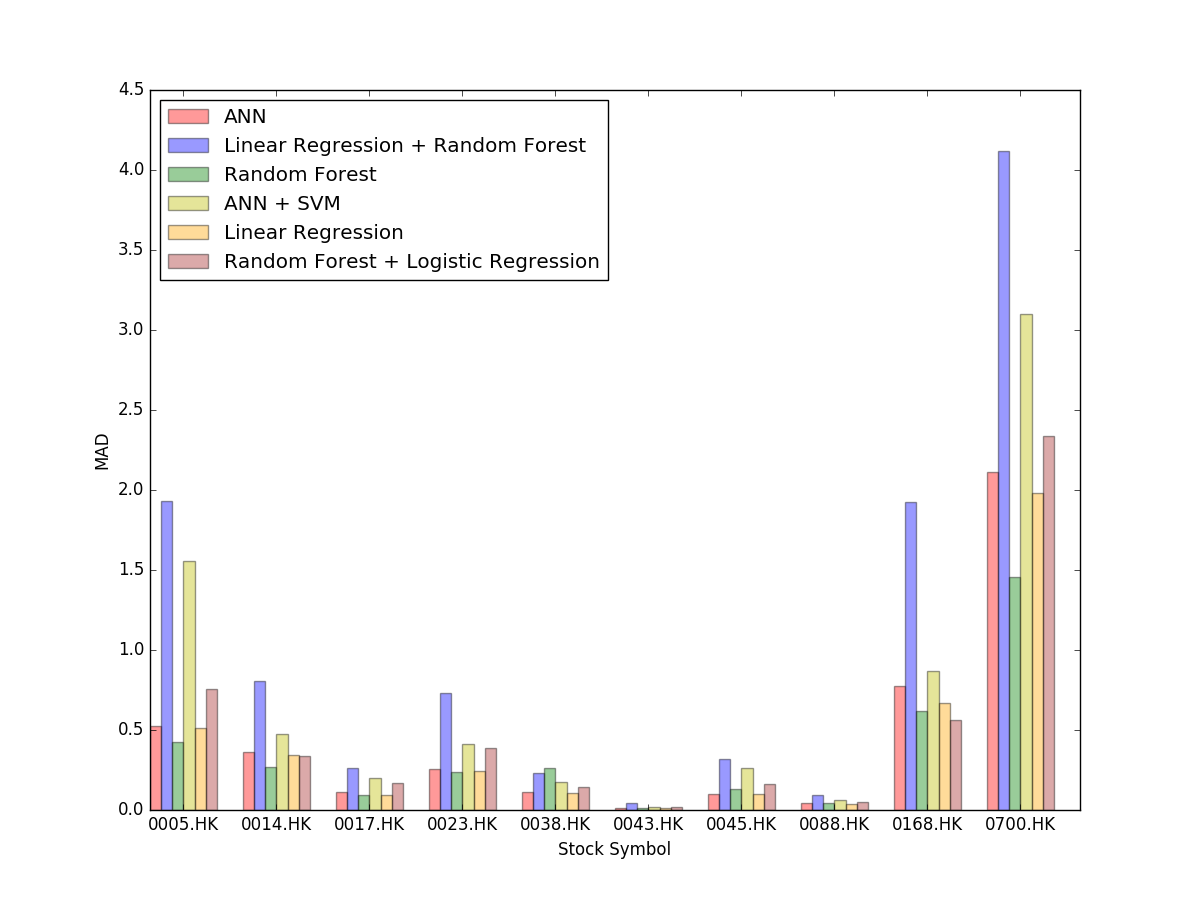 4.5
4.0
3.5
3.0
2.5
2.0
1.5
1.0
0.5
0.0
MAD
ANN
Linear Regression + Random Forest
Random Forest
ANN + SVM
Linear Regression
Random Forest + Logistic Regression
0005.HK 0014.HK 0017.HK 0023.HK 0038.HK 0043.HK 0045.HK 0088.HK 0168.HK 0700.HK
Stock Symbol